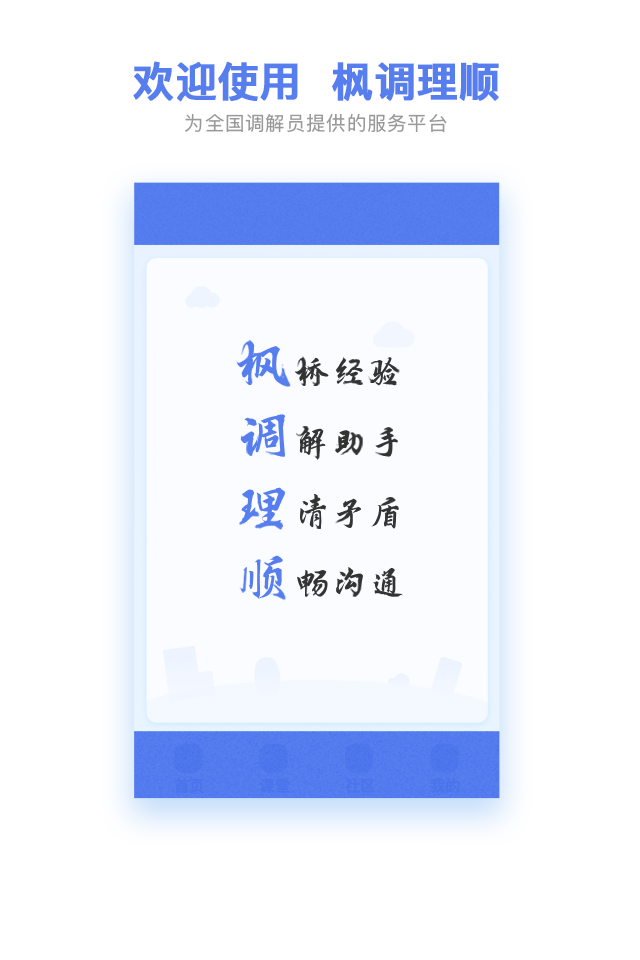 欢迎使用 枫调理顺
为全国调解员提供的服务平台
枫桥经验
调解助手
理清矛盾
顺畅沟通
首页 课堂 社区 我的